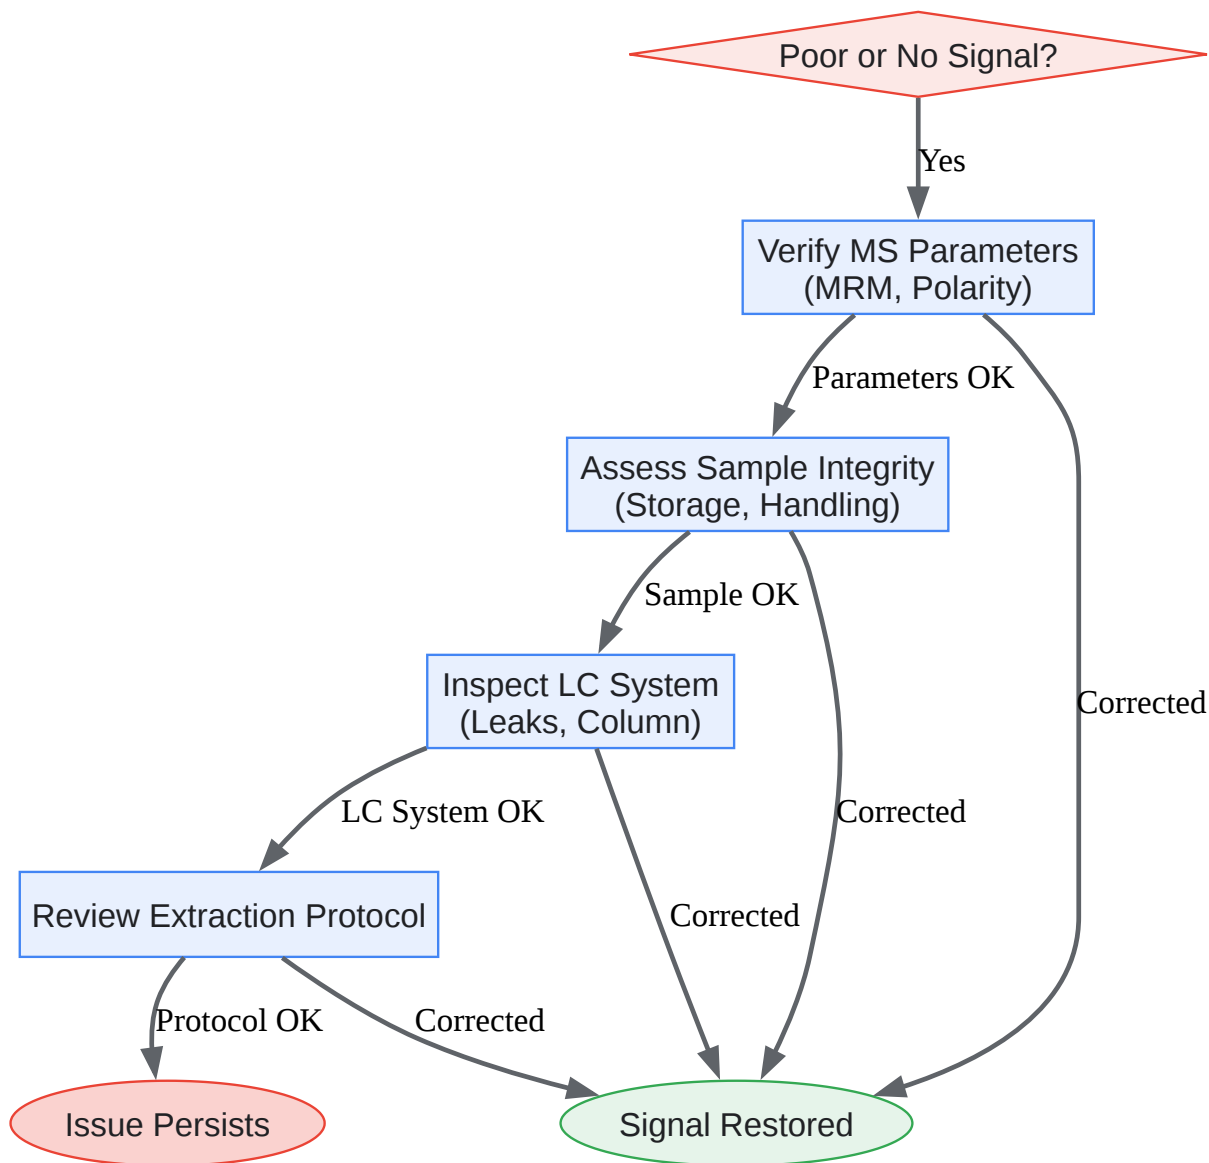 Poor or No Signal?
Yes
Verify MS Parameters
(MRM, Polarity)
Parameters OK
Assess Sample Integrity
(Storage, Handling)
Sample OK
Inspect LC System
(Leaks, Column)
Corrected
LC System OK
Corrected
Review Extraction Protocol
Corrected
Protocol OK
Corrected
Issue Persists
Signal Restored